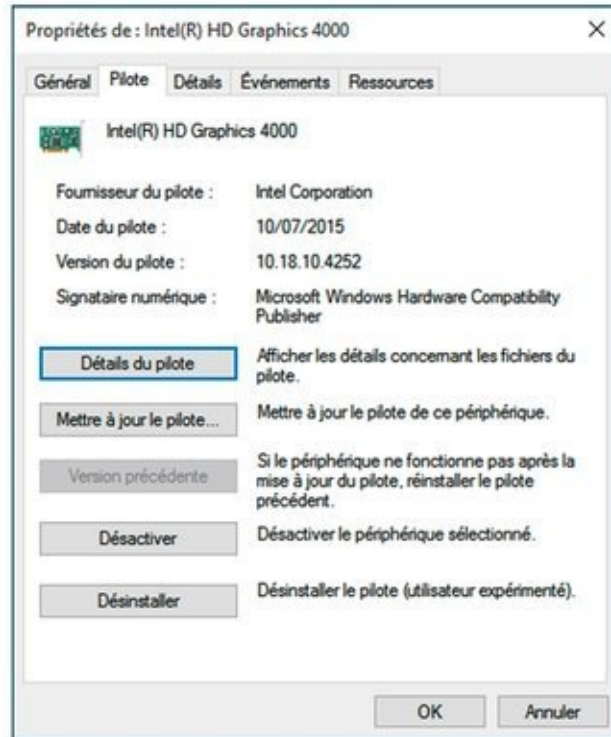 Propriétés de : Intel(R) HD Graphics 4000
Général Pilote Détails Événements Ressources
Intel(R) HD Graphics 4000
Fournisseur du pilote : Intel Corporation
Date du pilote : 10/07/2015
Version du pilote : 10.18.10.4252
Signataire numérique : Microsoft Windows Hardware Compatibility
Publisher
Détails du pilote Afficher les détails concernant les fichiers du
pilote.
Mettre à jour le pilote... Mettre à jour le pilote de ce périphérique.
Version précédente Si le périphérique ne fonctionne pas après la
mise à jour du pilote, réinstaller le pilote
précédent.
Désactiver Désactiver le périphérique sélectionné.
Désinstaller Désinstaller le pilote (utilisateur expérimenté).
OK Annuler